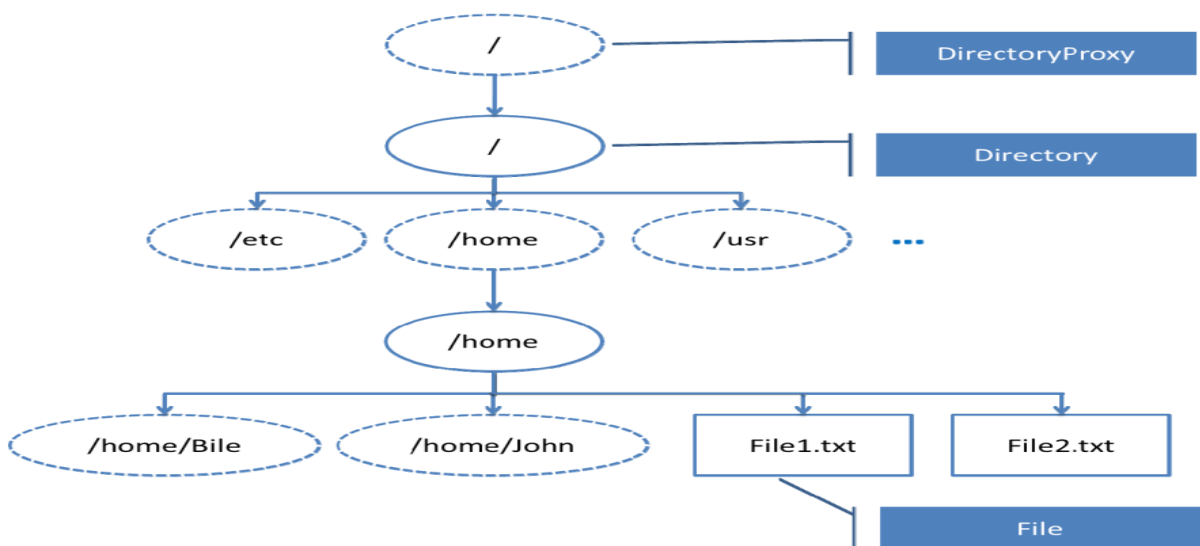 /
DirectoryProxy
/
Directory
/etc
/home
/usr
...
/home
/home/Bile
/home/John
File1.txt
File2.txt
File